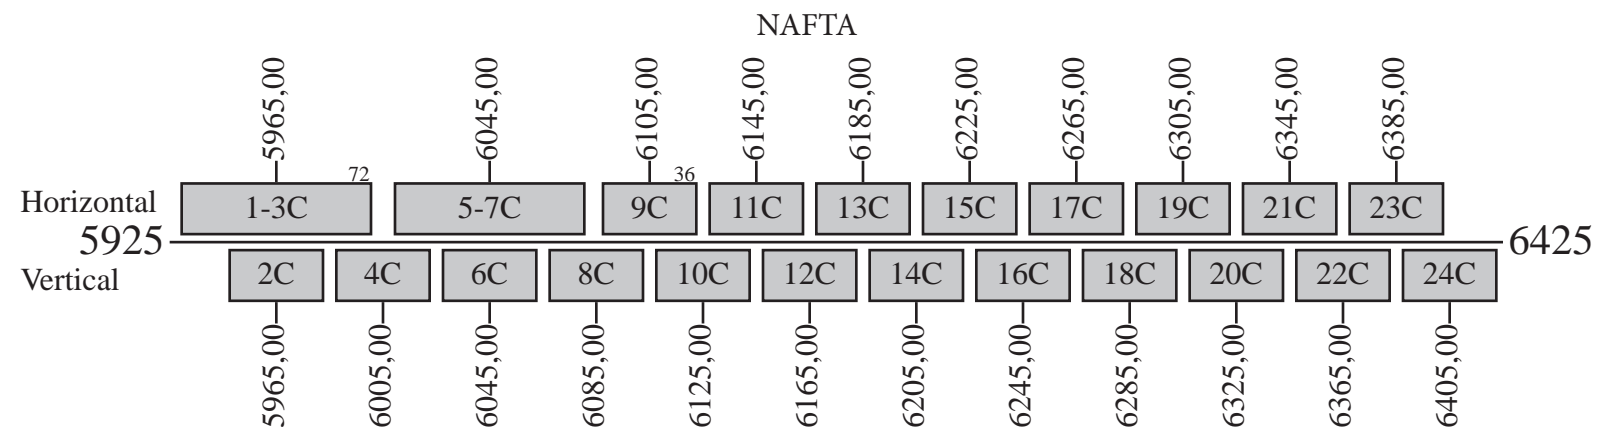 NAFTA
5965,00 6045,00 6105,00 6145,00 6185,00 6225,00 6265,00 6305,00 6345,00 6385,00
72 36
Horizontal 1-3C 5-7C 9C 11C 13C 15C 17C 19C 21C 23C
5925 6425
Vertical 2C 4C 6C 8C 10C 12C 14C 16C 18C 20C 22C 24C
5965,00 6005,00 6045,00 6085,00 6125,00 6165,00 6205,00 6245,00 6285,00 6325,00 6365,00 6405,00